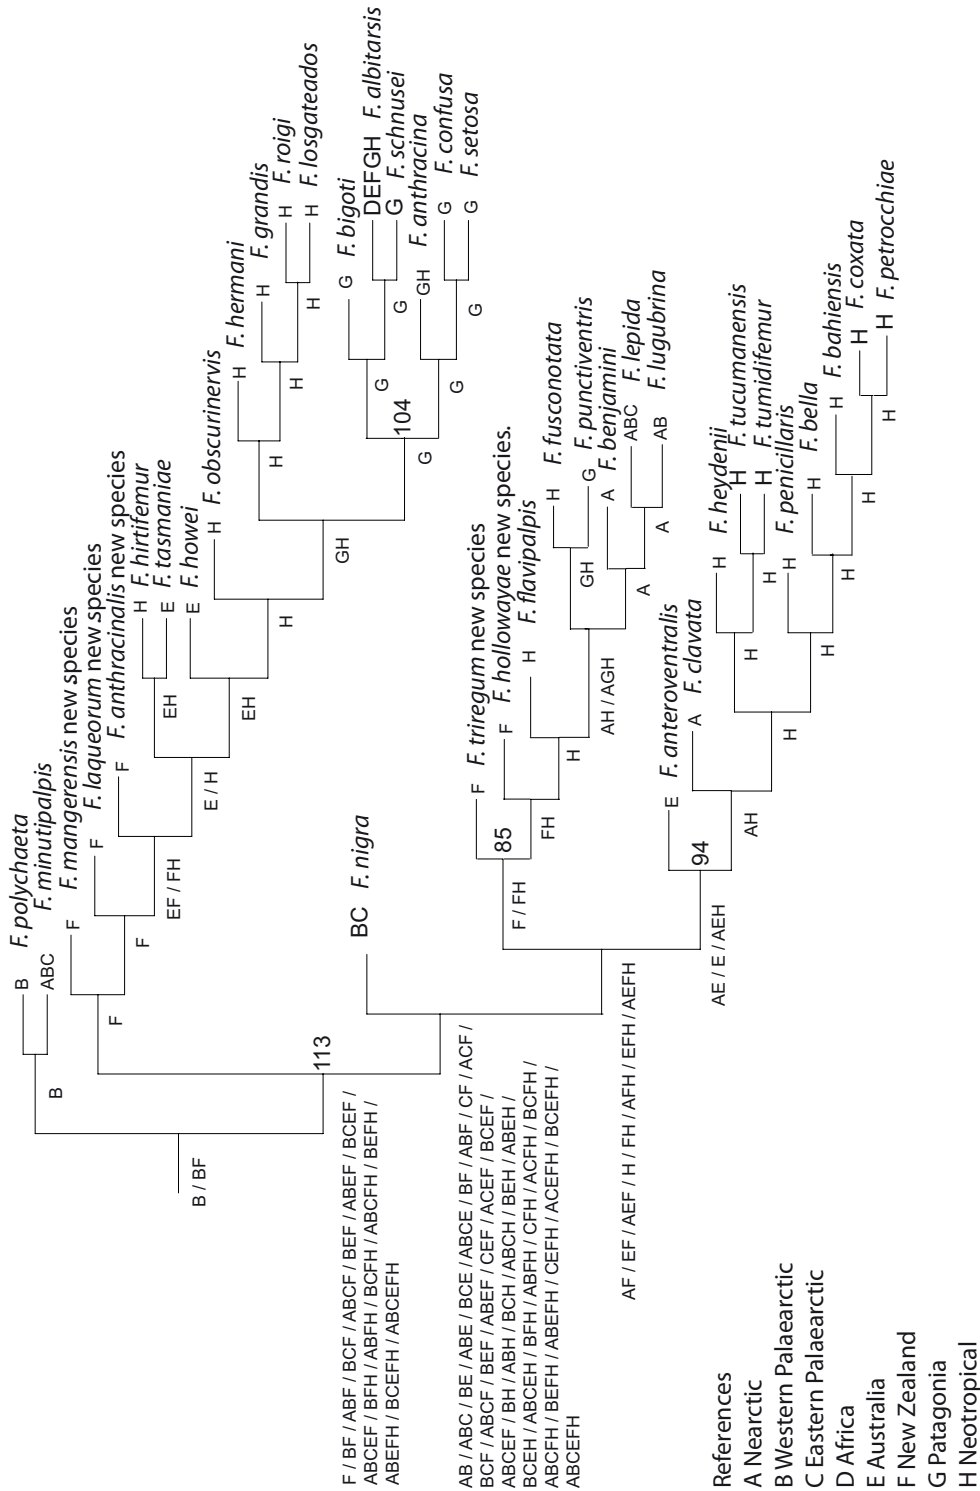 B F. polychaeta
ABC F. minutipalpis
B
F F. mangerensis new species
F F. laqueorum new species
F F. anthracinalis new species
H F. hirtifemur
E F. tasmaniae
E F. howei
H F. obscurinervis
H F. hermani
H F. grandis
H F. roigi
H F. losgateados
G F. bigoti
DEFGH F. albitarsis
G F. schnusei
GH F. anthracina
G F. confusa
G F. setosa
F
F
EF / FH
EH
E / H
EH
H
GH
H
H
H
G
104
G
G
G
G
113
B / BF
BC F. nigra
F / BF / ABF / BCF / ABCF / BEF / ABEF / BCEF /
ABCEF / BFH / ABFH / BCFH / ABCFH / BEFH /
ABEFH / BCEFH / ABCEFH
F F. triregum new species
F F. hollowayae new species.
H F. flavipalpis
H F. fusconotata
G F. punctiventris
A F. benjamini
ABC F. lepida
AB F. lugubrina
85
F / FH
FH
H
AH / AGH
GH
A
A
AB / ABC / BE / ABE / BCE / ABCE / BF / ABF / CF / ACF /
BCF / ABCF / BEF / ABEF / CEF / ACEF / BCEF /
ABCEF / BH / ABH / BCH / ABCH / BEH / ABEH /
BCEH / ABCEH / BFH / ABFH / CFH / ACFH / BCFH /
ABCFH / BEFH / ABEFH / CEFH / ACEFH / BCEFH /
ABCEFH
AF / EF / AEF / H / FH / AFH / EFH / AEFH
E F. anteroventralis
A F. clavata
H F. heydenii
H F. tucumanensis
H F. tumidifemur
H F. penicillaris
H F. bella
H F. bahiensis
H F. coxata
H F. petrocchiae
94
AE / E / AEH
AH
H
H
H
H
H
H
H
References
A Nearctic
B Western Palaearctic
C Eastern Palaearctic
D Africa
E Australia
F New Zealand
G Patagonia
H Neotropical